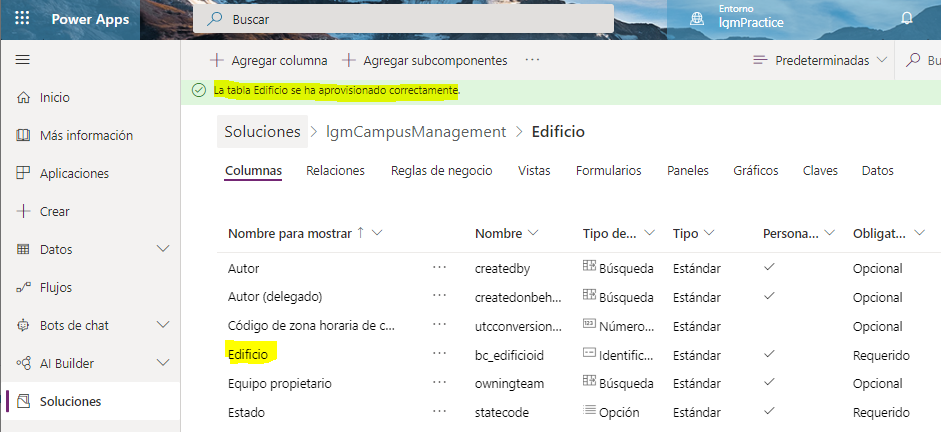 Power Apps
Buscar
Entorno
lqmPractice
Agregar columna
Agregar subcomponentes
Predeterminadas
Bu
La tabla Edificio se ha aprovisionado correctamente.
Inicio
Más información
Aplicaciones
Crear
Datos
Flujos
Bots de chat
AI Builder
Soluciones
Soluciones > lgmCampusManagement > Edificio
Columnas Relaciones Reglas de negocio Vistas Formularios Paneles Gráficos Claves Datos
Nombre para mostrar Nombre Tipo de... Tipo Persona... Obligat...
Autor ... createdby Búsqueda Estándar Opcional
Autor (delegado) ... createdonbeh... Búsqueda Estándar Opcional
Código de zona horaria de c... ... utcconversion... 123 Número... Estándar Opcional
Edificio ... bc_edificioid Identific... Estándar Requerido
Equipo propietario ... owningteam Búsqueda Estándar Opcional
Estado ... statecode Opción Estándar Requerido